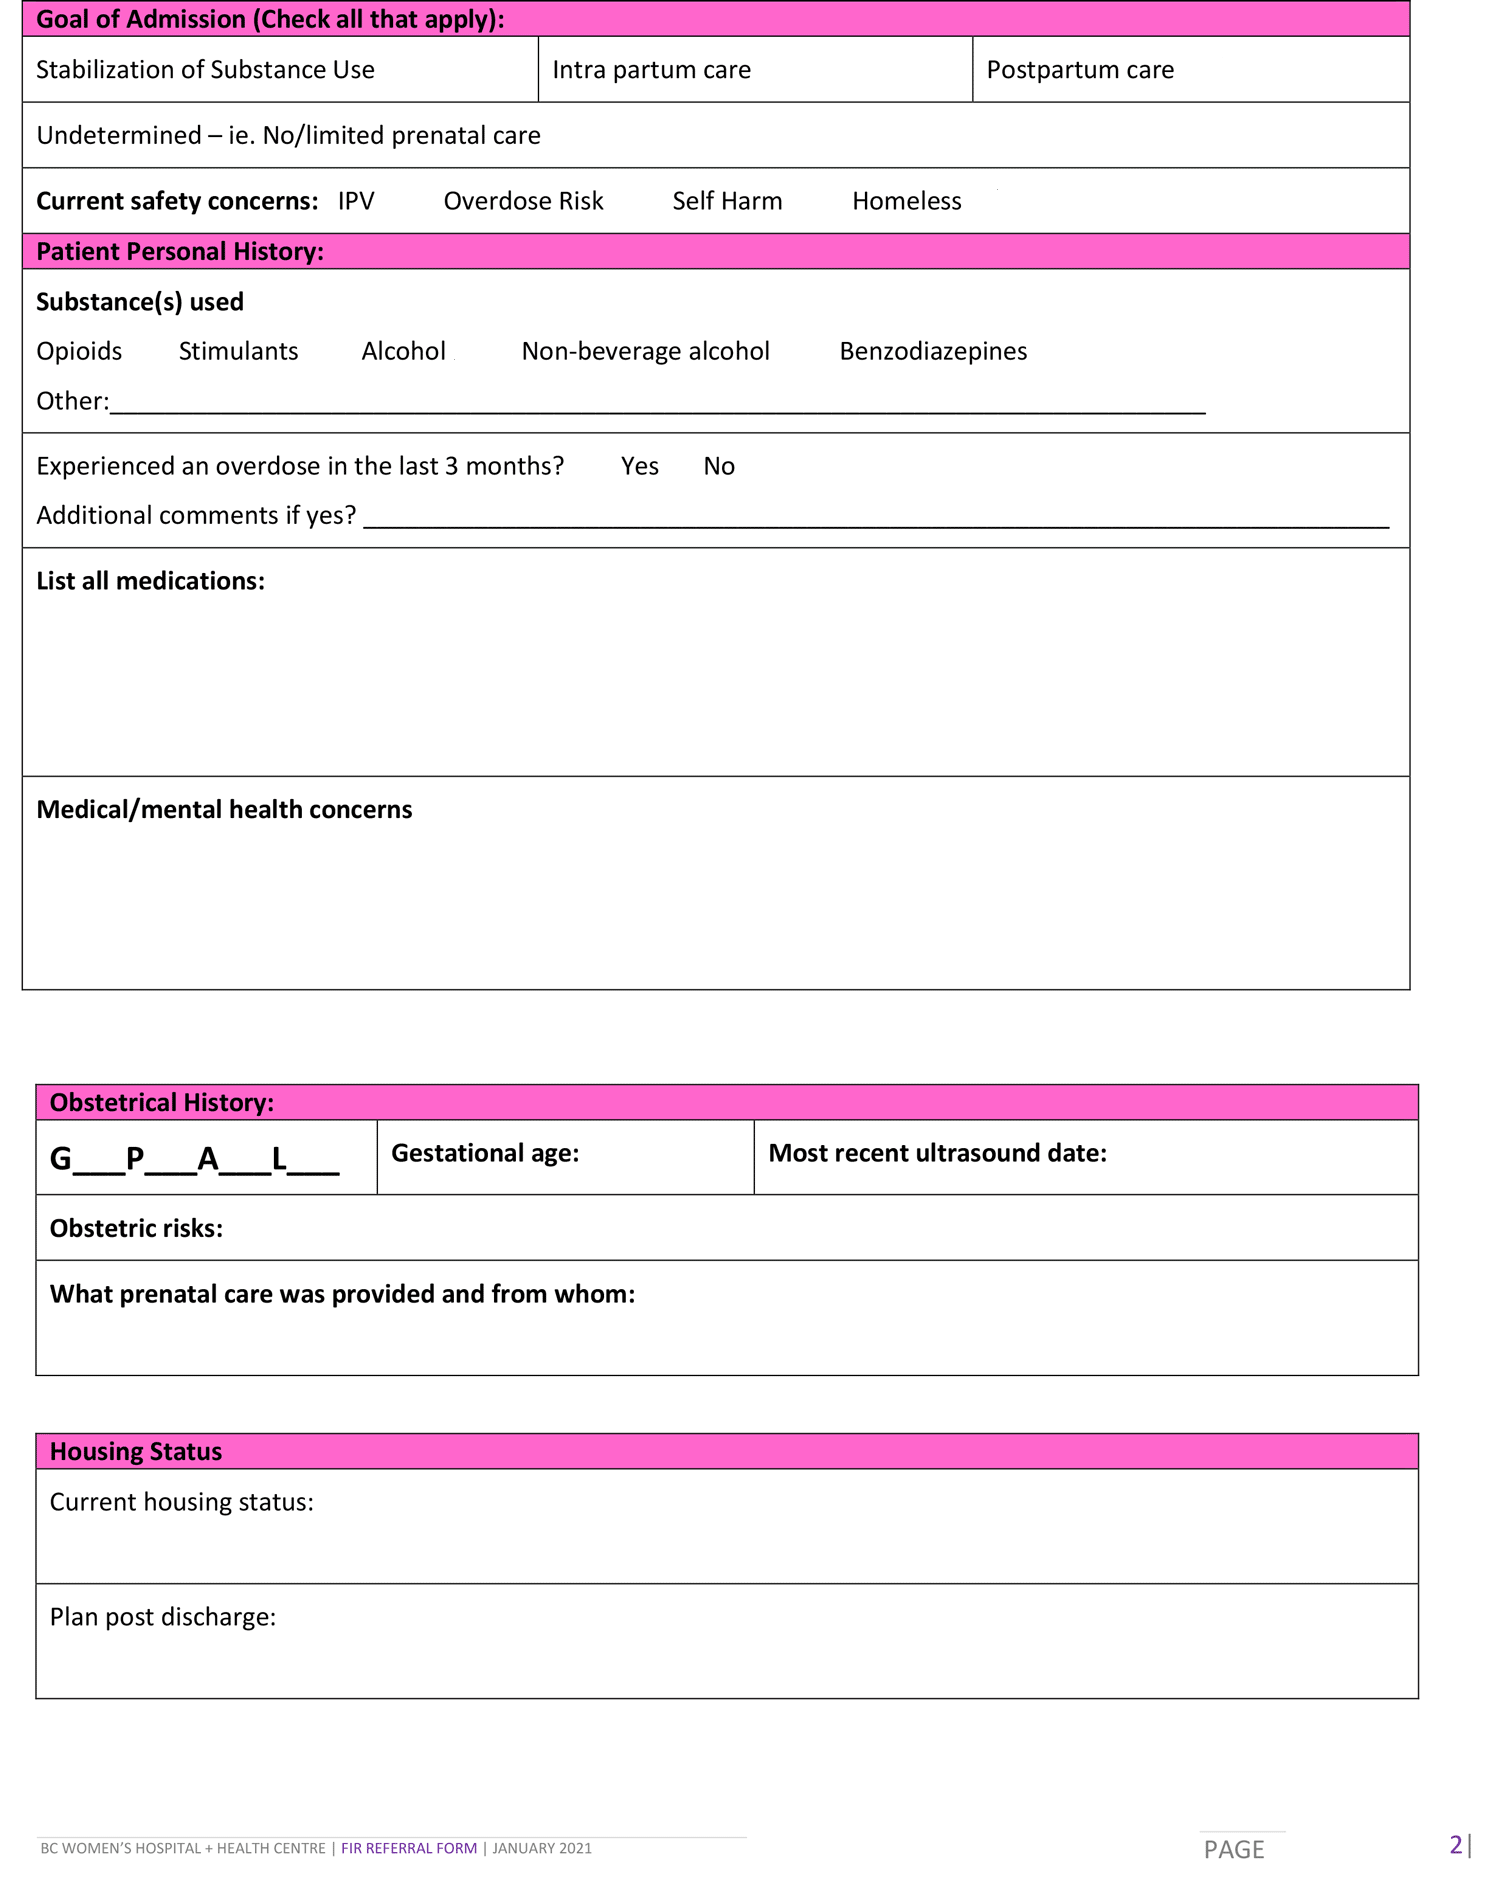 Goal of Admission (Check all that apply):
Stabilization of Substance Use Intra partum care Postpartum care
Undetermined – ie. No/limited prenatal care
Current safety concerns: IPV Overdose Risk Self Harm Homeless
Patient Personal History:
Substance(s) used
Opioids Stimulants Alcohol Non-beverage alcohol Benzodiazepines
Other:______________________________________________________________________________
Experienced an overdose in the last 3 months? Yes No
Additional comments if yes? _________________________________________________________________________
List all medications:
Medical/mental health concerns
Obstetrical History:
G___P___A___L___ Gestational age: Most recent ultrasound date:
Obstetric risks:
What prenatal care was provided and from whom:
Housing Status
Current housing status:
Plan post discharge:
BC WOMEN’S HOSPITAL + HEALTH CENTRE | FIR REFERRAL FORM | JANUARY 2021 PAGE 2|